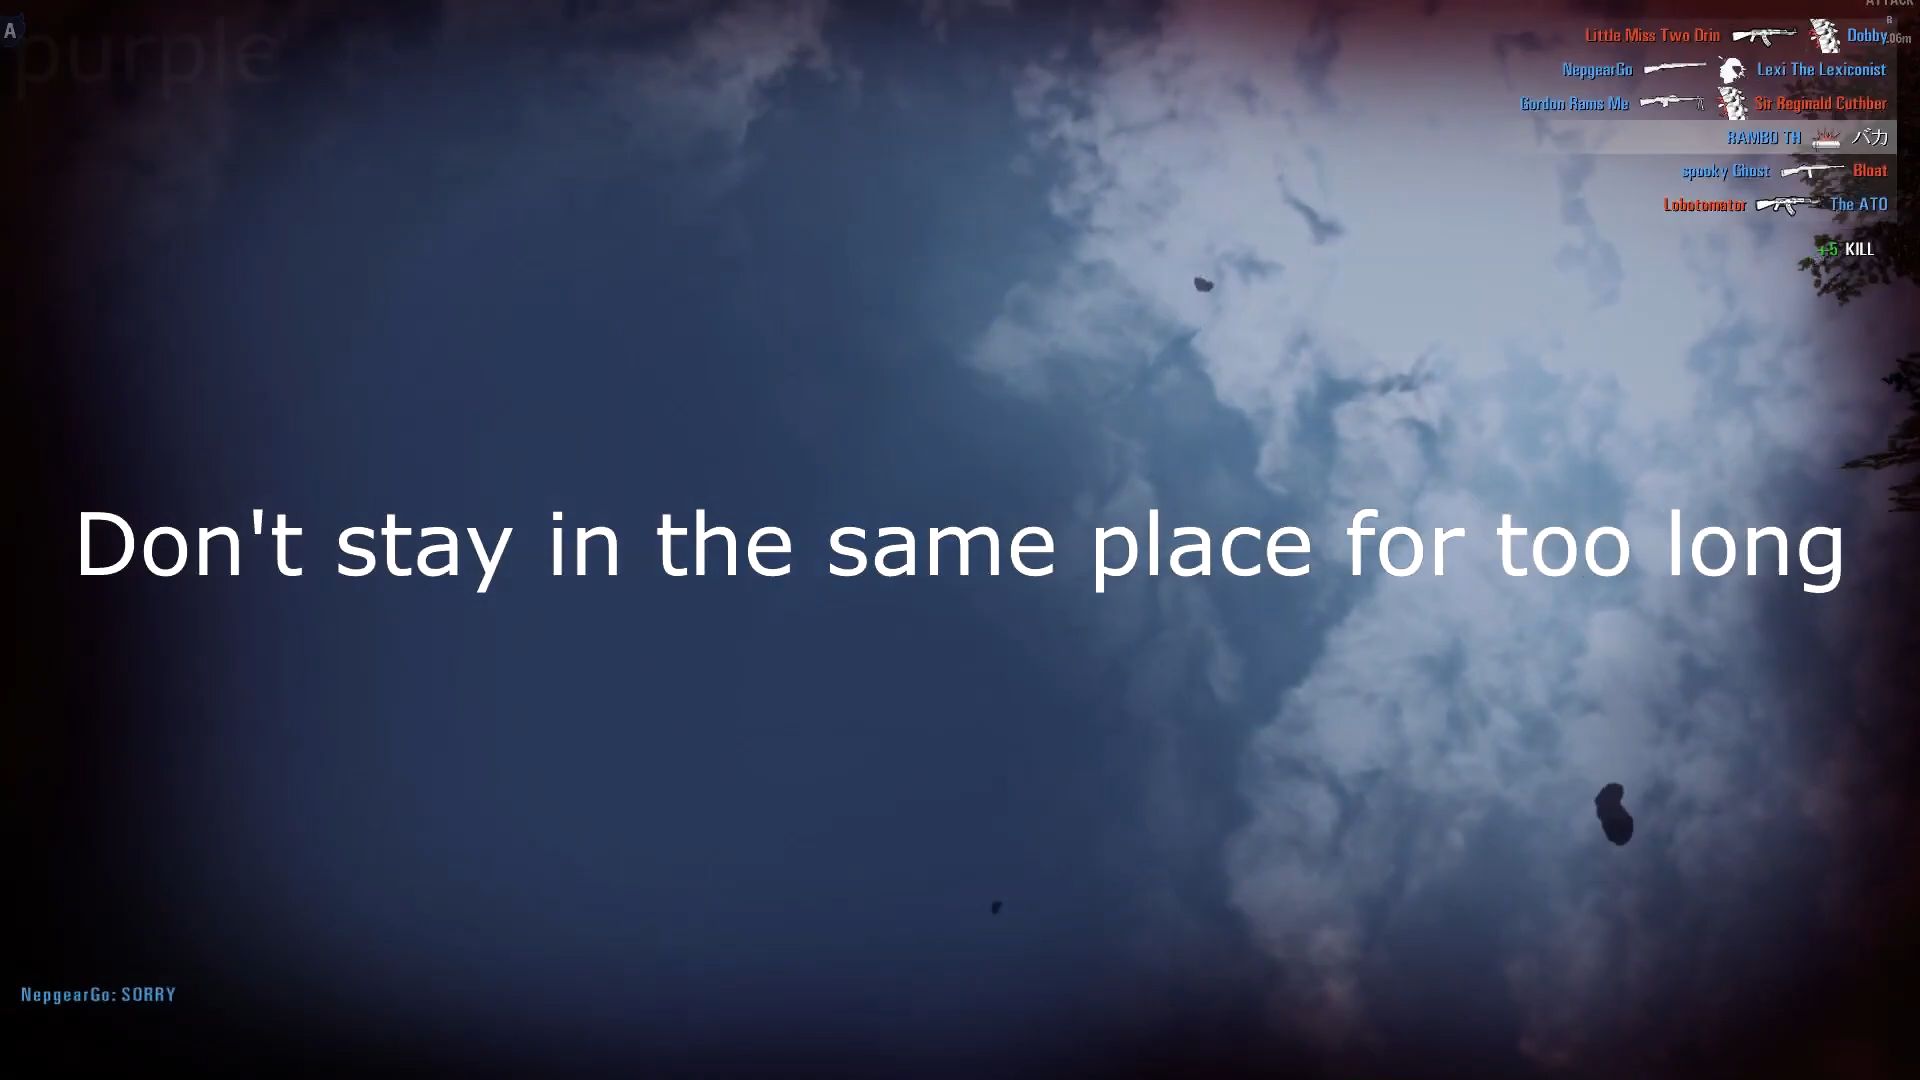 ATTACK
A
purple
B
Little Miss Two Drin Dobby
.06m
NepgearGo Lexi The Lexiconist
Gordon Rams Me Sir Reginald Cuthber
RAMBO TH バカ
spooky Ghost Bloat
Lobotomator The ATO
+5 KILL
Don't stay in the same place for too long
NepgearGo: SORRY